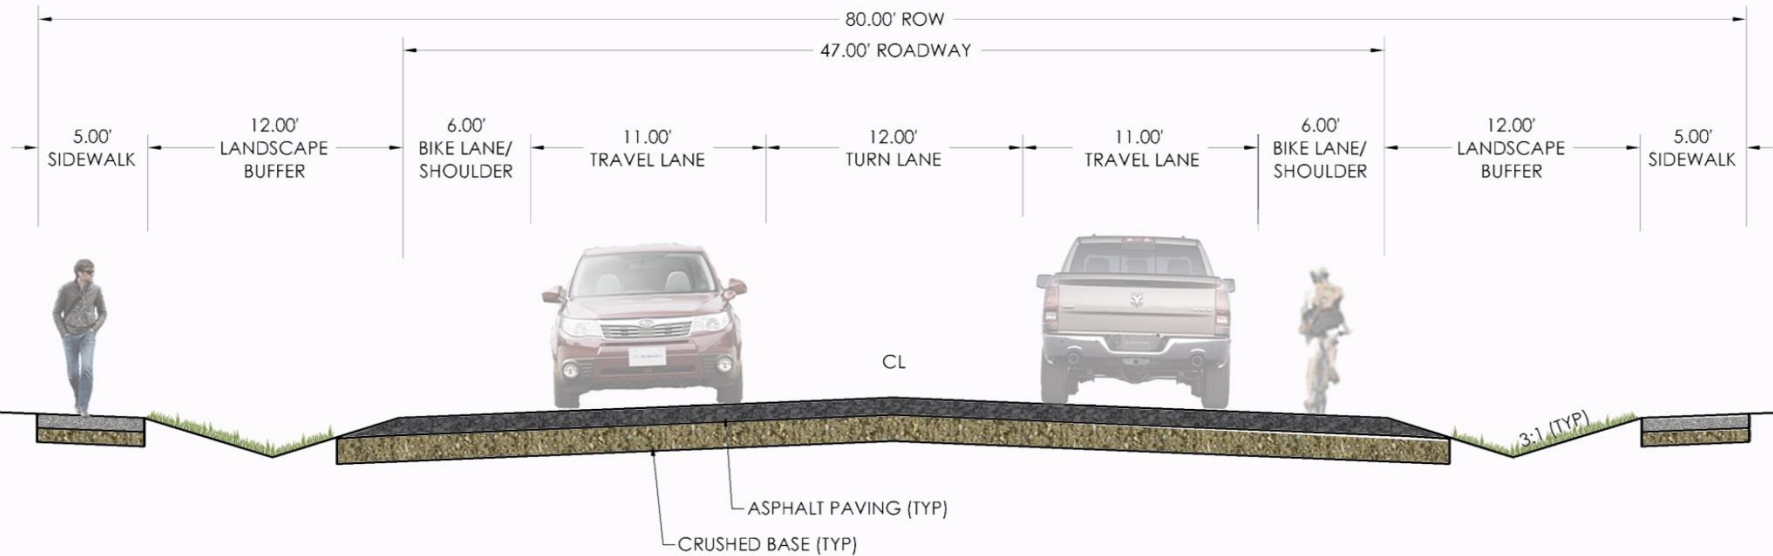 80.00' ROW
47.00' ROADWAY
5.00'
SIDEWALK
12.00'
LANDSCAPE
BUFFER
6.00'
BIKE LANE/
SHOULDER
11.00'
TRAVEL LANE
12.00'
TURN LANE
11.00'
TRAVEL LANE
6.00'
BIKE LANE/
SHOULDER
12.00'
LANDSCAPE
BUFFER
5.00'
SIDEWALK
CL
3:1 (TYP)
ASPHALT PAVING (TYP)
CRUSHED BASE (TYP)